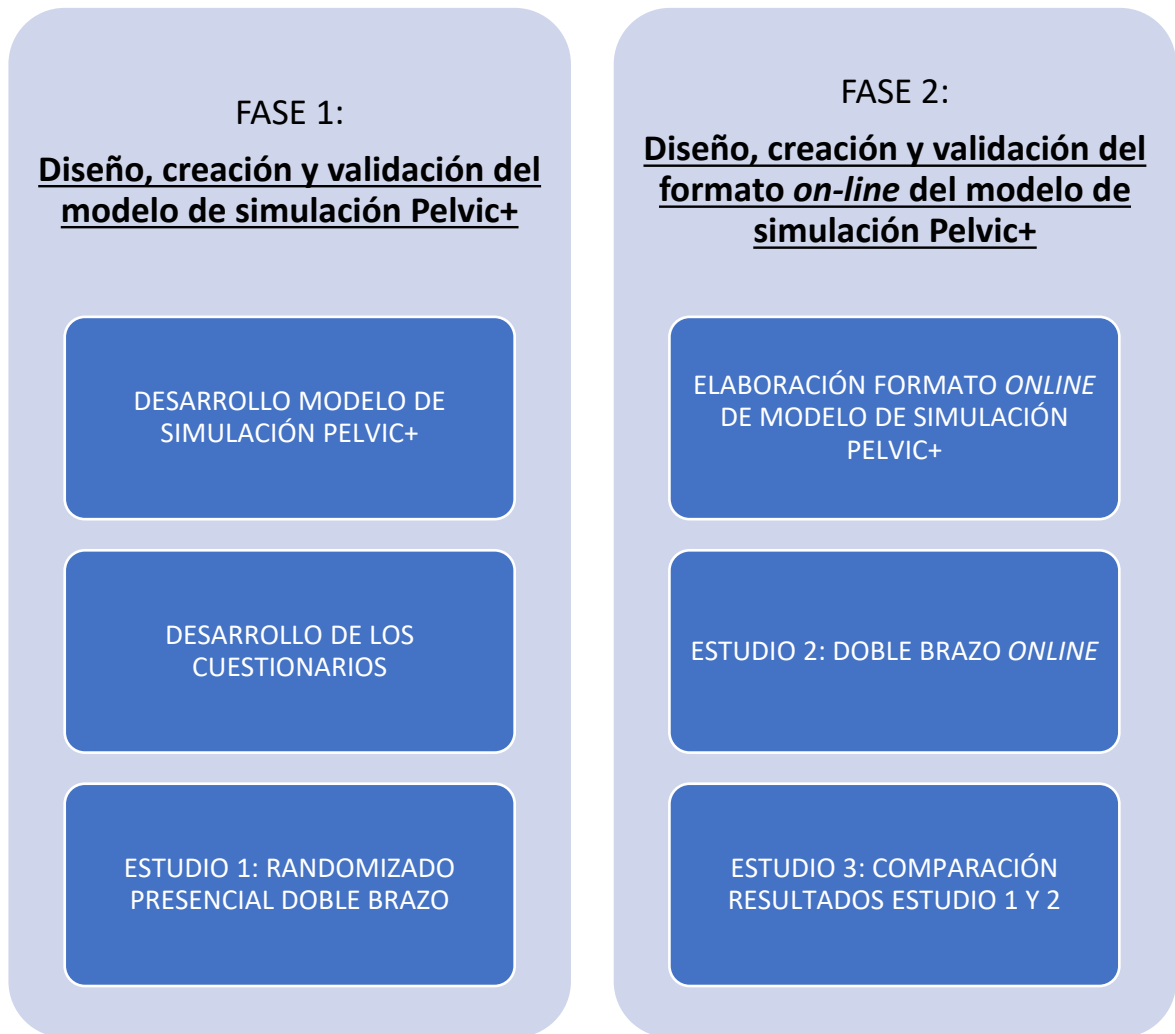 FASE 1:
Diseño, creación y validación del
modelo de simulación Pelvic+
DESARROLLO MODELO DE
SIMULACIÓN PELVIC+
DESARROLLO DE LOS
CUESTIONARIOS
ESTUDIO 1: RANDOMIZADO
PRESENCIAL DOBLE BRAZO
FASE 2:
Diseño, creación y validación del
formato on-line del modelo de
simulación Pelvic+
ELABORACIÓN FORMATO ONLINE
DE MODELO DE SIMULACIÓN
PELVIC+
ESTUDIO 2: DOBLE BRAZO ONLINE
ESTUDIO 3: COMPARACIÓN
RESULTADOS ESTUDIO 1 Y 2